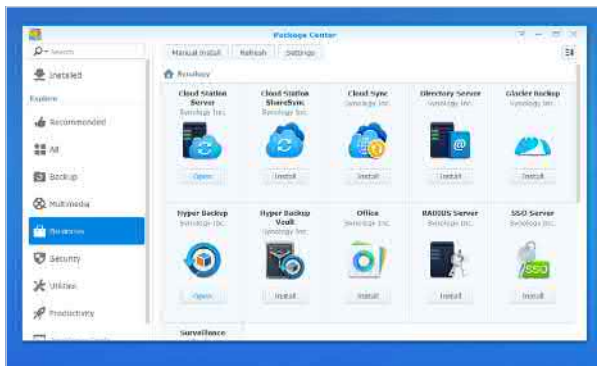 Package Center
Search
Manual Install Refresh Settings
Installed
Explore
Recommended
All
Backup
Multimedia
Business
Security
Utilities
Productivity
Synology
Cloud Station Server
Synology Inc.
Open
Cloud Station ShareSync
Synology Inc.
Install
Cloud Sync
Synology Inc.
Install
Directory Server
Synology Inc.
Install
Glacier Backup
Synology Inc.
Install
Hyper Backup
Synology Inc.
Open
Hyper Backup Vault
Synology Inc.
Install
Office
Synology Inc.
Install
RADIUS Server
Synology Inc.
Install
SSO Server
Synology Inc.
SSO
Install
Surveillance